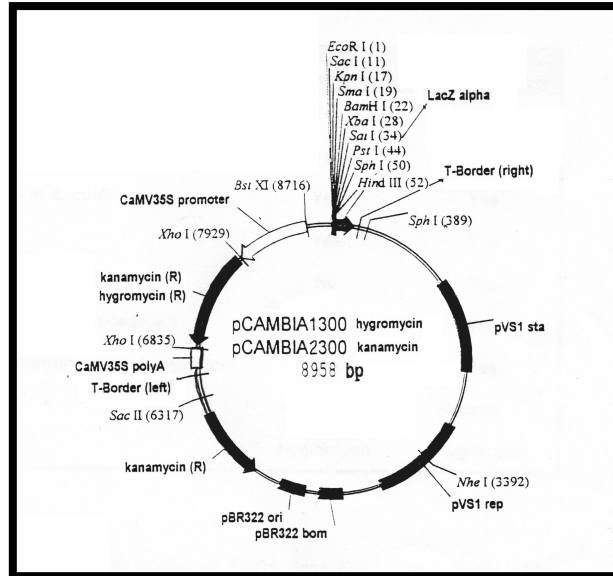 EcoR I (1)
Sac I (11)
Kpn I (17)
Sma I (19)
BamH I (22)
LacZ alpha
Xba I (28)
Sal I (34)
Pst I (44)
Sph I (50)
T-Border (right)
Hind III (52)
Bst XI (8716)
CaMV35S promoter
Sph I (389)
Xho I (7929)
kanamycin (R)
hygromycin (R)
pCAMBIA1300 hygromycin
pVS1 sta
Xho I (6835)
pCAMBIA2300 kanamycin
CaMV35S polyA
8958 bp
T-Border (left)
Sac II (6317)
kanamycin (R)
Nhe I (3392)
pVS1 rep
pBR322 ori
pBR322 bom